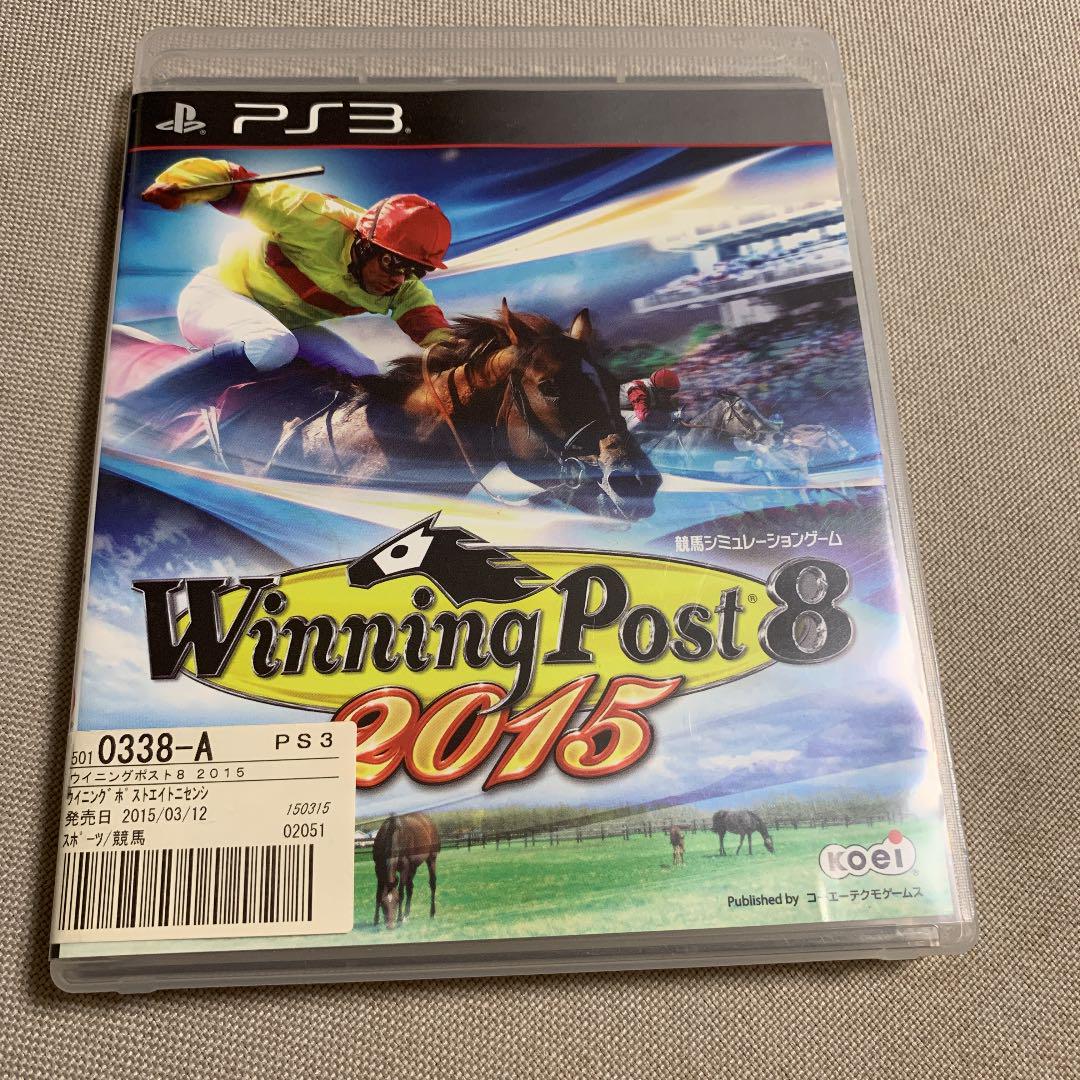 PS3
競馬シミュレーションゲーム
Winning Post® 8
2015
5010338-A PS3
ウイニングポスト8 2015
ウイニングポストエイトニセンシ
発売日 2015/03/12 150315
スポーツ/競馬 02051
KOEI
Published by コーエーテクモゲームス